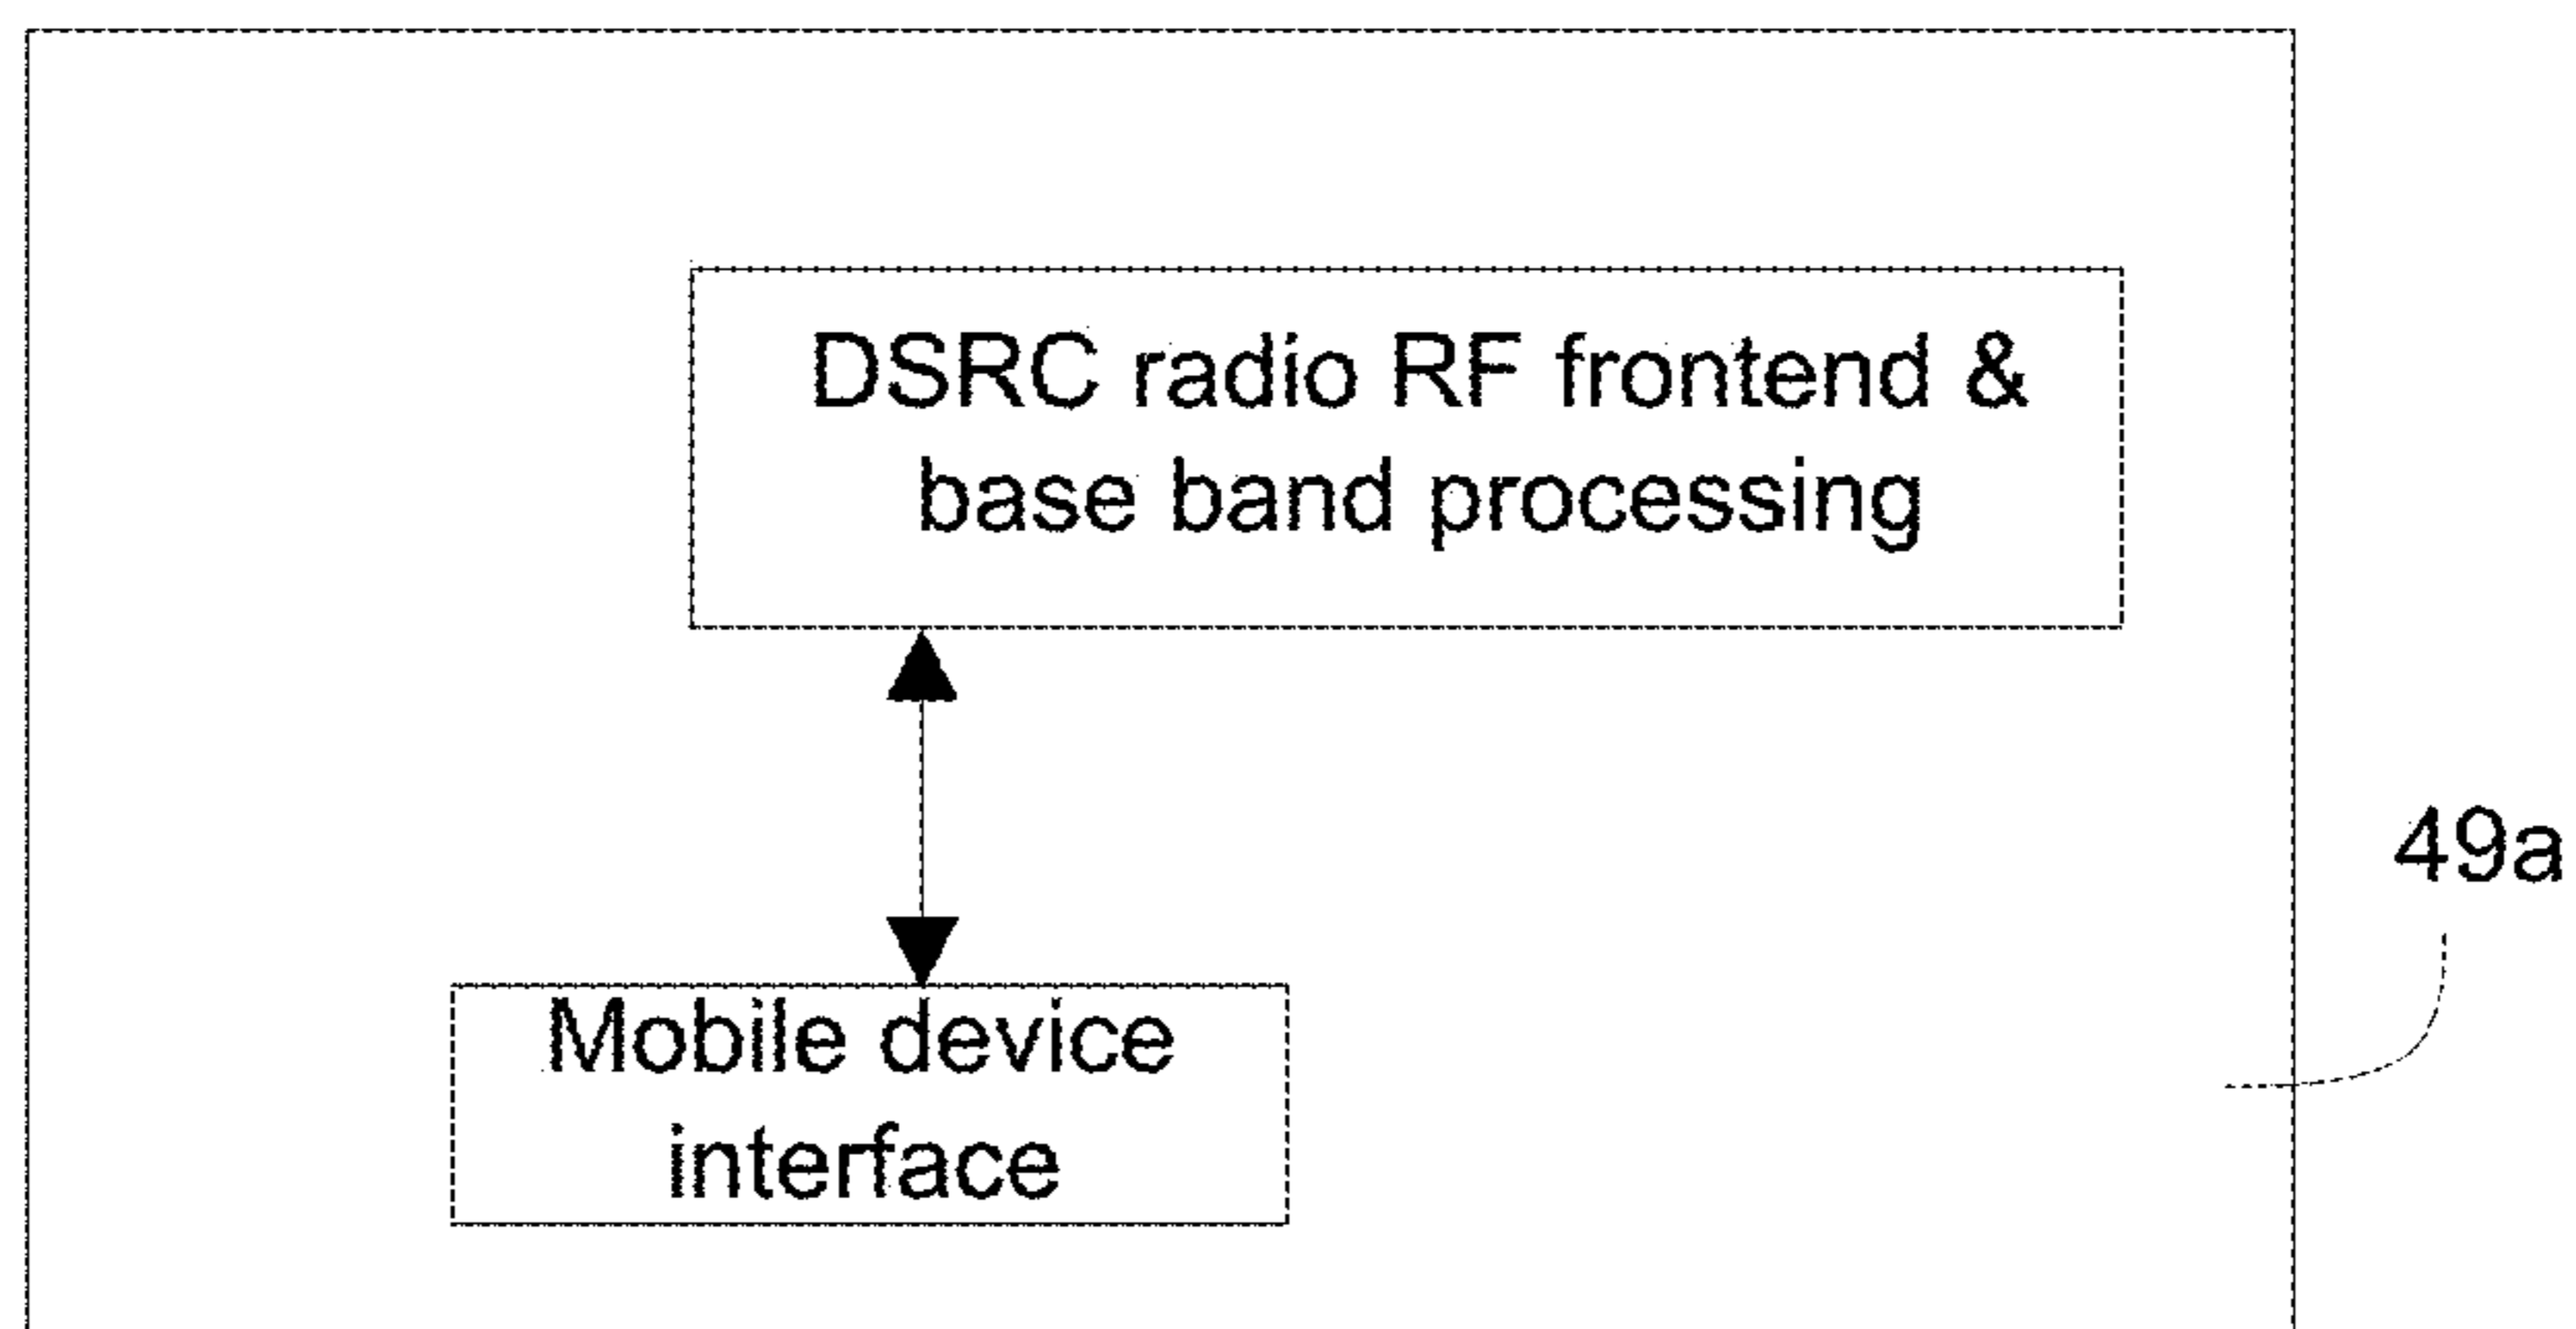 DSRC radio RF frontend &
base band processing
49a
Mobile device
interface